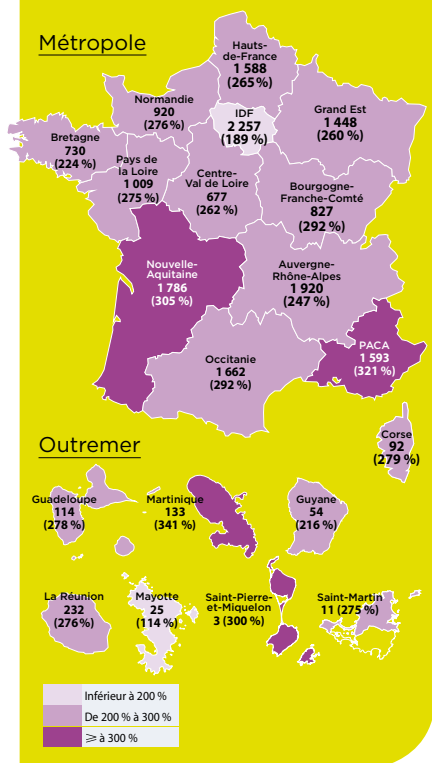 Métropole
Hauts-
de-France
1 588
(265 %)
Normandie
920
(276 %)
IDF
2 257
(189 %)
Grand Est
1 448
(260 %)
Bretagne
730
(224 %)
Pays de
la Loire
1 009
(275 %)
Centre-
Val de Loire
677
(262 %)
Bourgogne-
Franche-Comté
827
(292 %)
Nouvelle-
Aquitaine
1 786
(305 %)
Auvergne-
Rhône-Alpes
1 920
(247 %)
PACA
1 593
(321 %)
Occitanie
1 662
(292 %)
Corse
92
(279 %)
Outremer
Guadeloupe
114
(278 %)
Martinique
133
(341 %)
Guyane
54
(216 %)
La Réunion
232
(276 %)
Mayotte
25
(114 %)
Saint-Pierre-
et-Miquelon
3 (300 %)
Saint-Martin
11 (275 %)
Inférieur à 200 %
De 200 % à 300 %
⩾ à 300 %